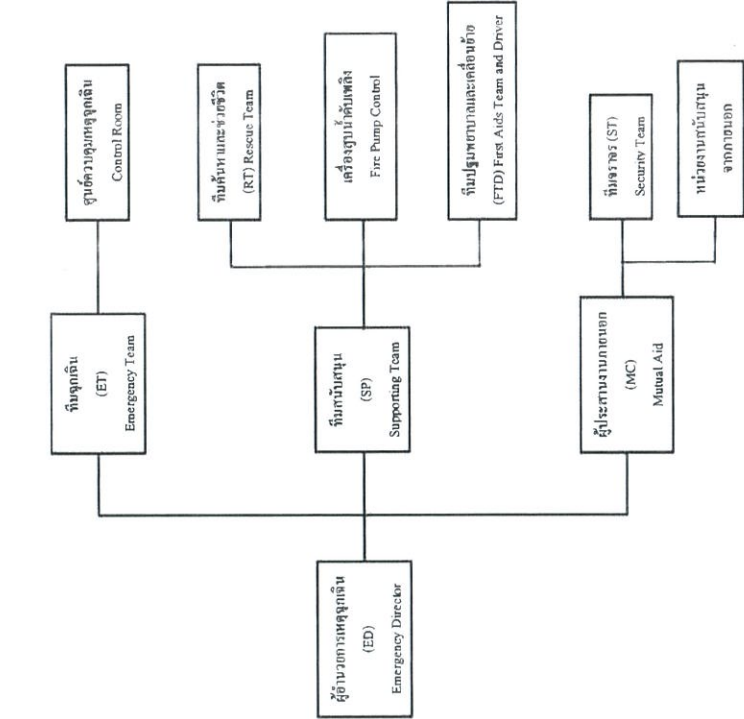 ผู้อำนวยการเหตุฉุกเฉิน
(ED)
Emergency Director
ทีมฉุกเฉิน
(ET)
Emergency Team
ทีมสนับสนุน
(SP)
Supporting Team
ผู้ประสานงานภายนอก
(MC)
Mutual Aid
ศูนย์ควบคุมเหตุฉุกเฉิน
Control Room
ทีมค้นหาและช่วยชีวิต
(RT) Rescue Team
เครื่องสูบน้ำดับเพลิง
Fire Pump Control
ทีมปฐมพยาบาลและเคลื่อนย้าย
(FTD) First Aids Team and Driver
ทีมจราจร (ST)
Security Team
หน่วยงานสนับสนุน
จากภายนอก